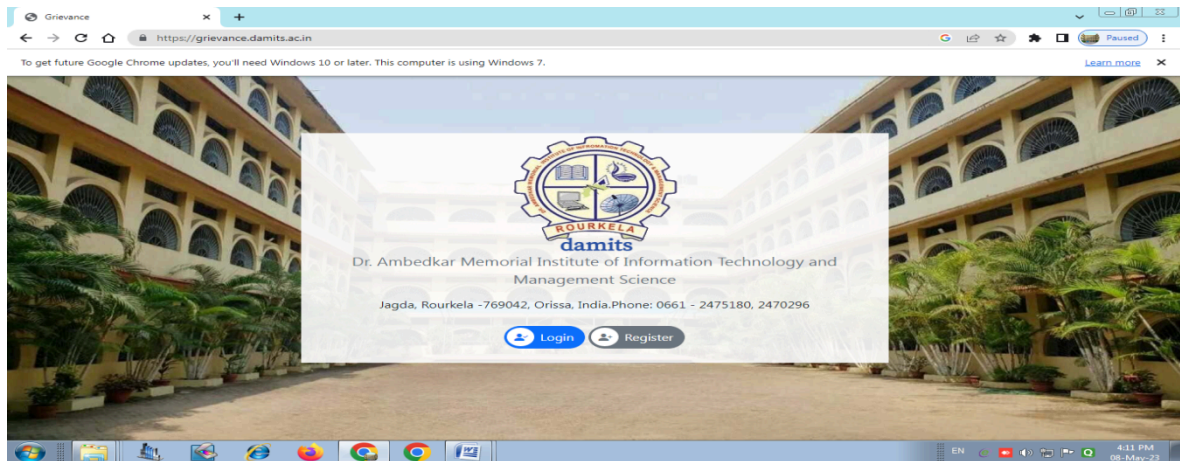 Grievance
https://grievance.damits.ac.in
Paused
To get future Google Chrome updates, you'll need Windows 10 or later. This computer is using Windows 7.
Learn more
ROURKELA
damits
Dr. Ambedkar Memorial Institute of Information Technology and
Management Science
Jagda, Rourkela -769042, Orissa, India.Phone: 0661 - 2475180, 2470296
Login
Register
EN
4:11 PM
08-May-23